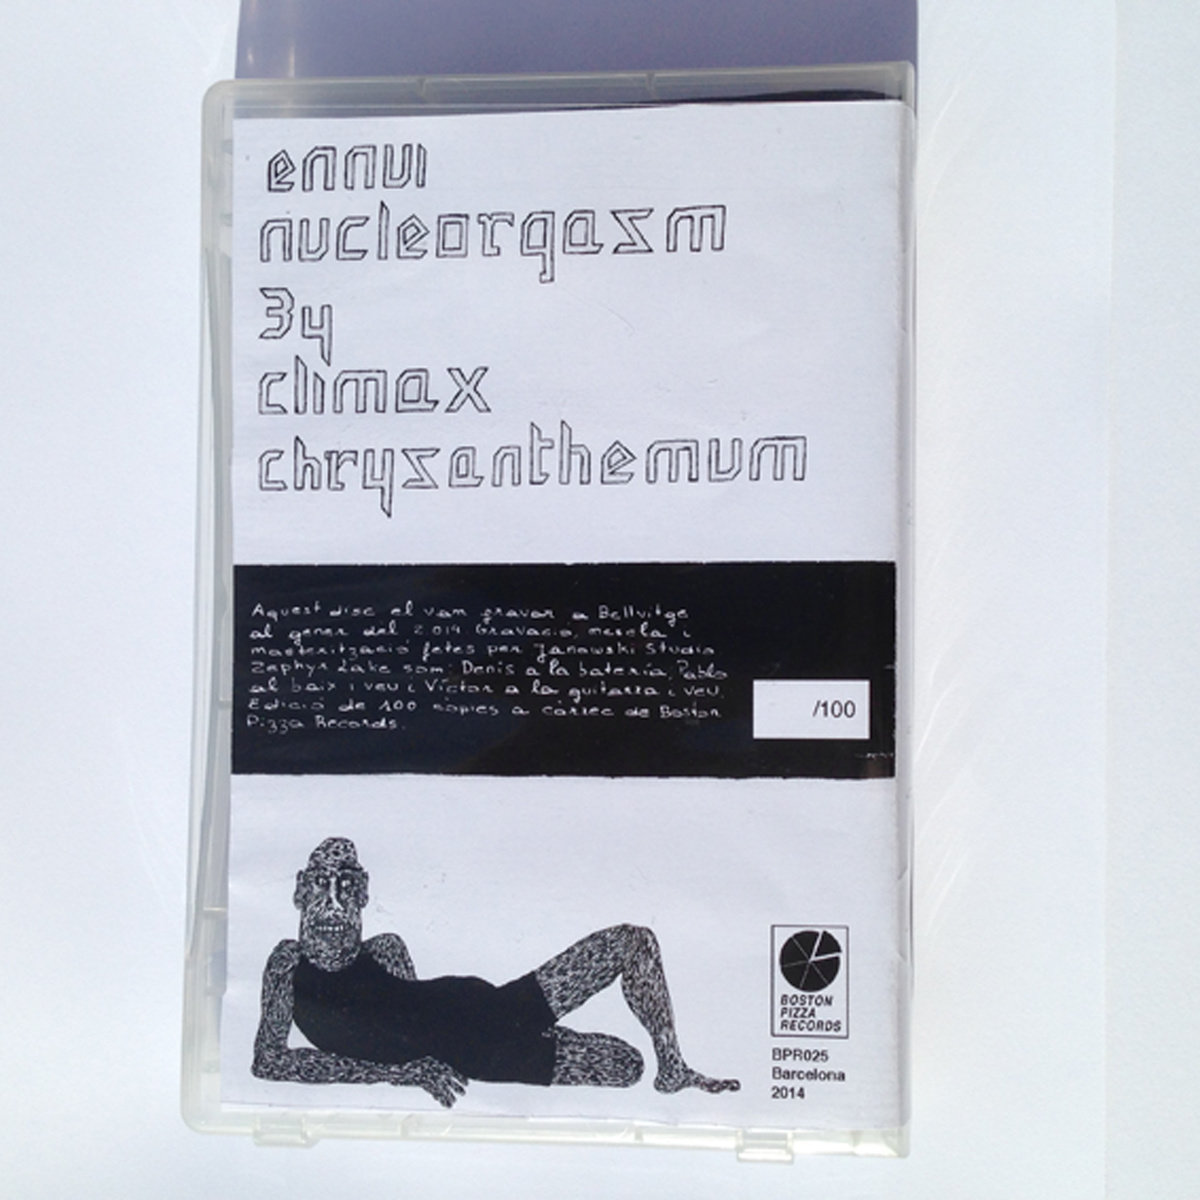 ennui
nucleorgasm
34
climax
chrysanthemum
Aquest disc el vam gravar a Bellvitge
al gener del 2014. Gravació, mescla i
masterització fetes per Janowski Studio
Zephyr Lake som: Denis a la bateria, Pablo
al baix i veu i Víctor a la guitarra i veu.
Edició de 100 còpies a càrrec de Boston
Pizza Records.
/100
BOSTON
PIZZA
RECORDS
BPR025
Barcelona
2014